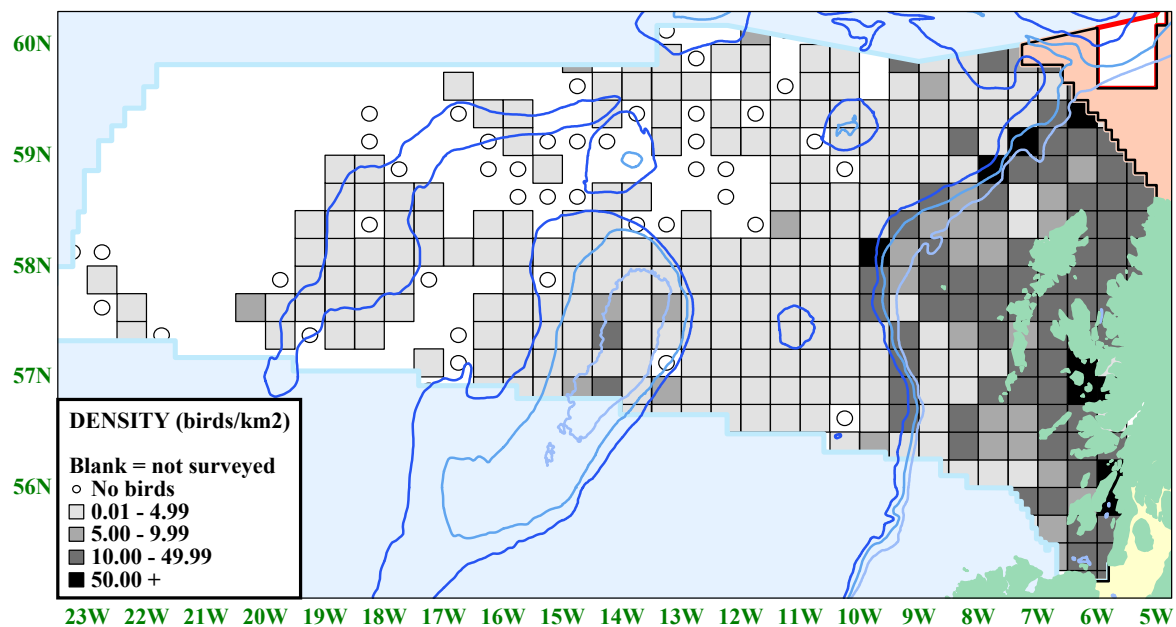 60N
59N
58N
57N
56N
DENSITY (birds/km2)
Blank = not surveyed
No birds
0.01 - 4.99
5.00 - 9.99
10.00 - 49.99
50.00 +
23W 22W 21W 20W 19W 18W 17W 16W 15W 14W 13W 12W 11W 10W 9W 8W 7W 6W 5W